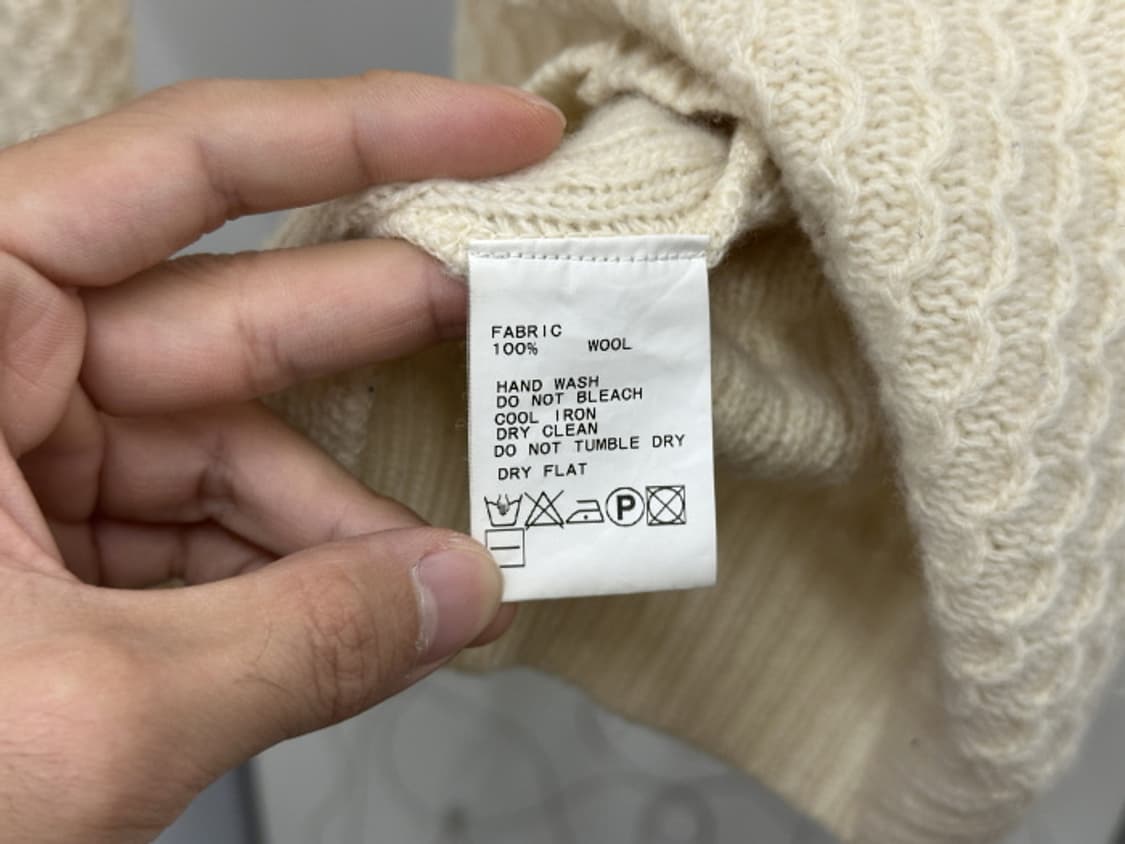 FABRIC
100% WOOL
HAND WASH
DO NOT BLEACH
COOL IRON
DRY CLEAN
DO NOT TUMBLE DRY
DRY FLAT
P